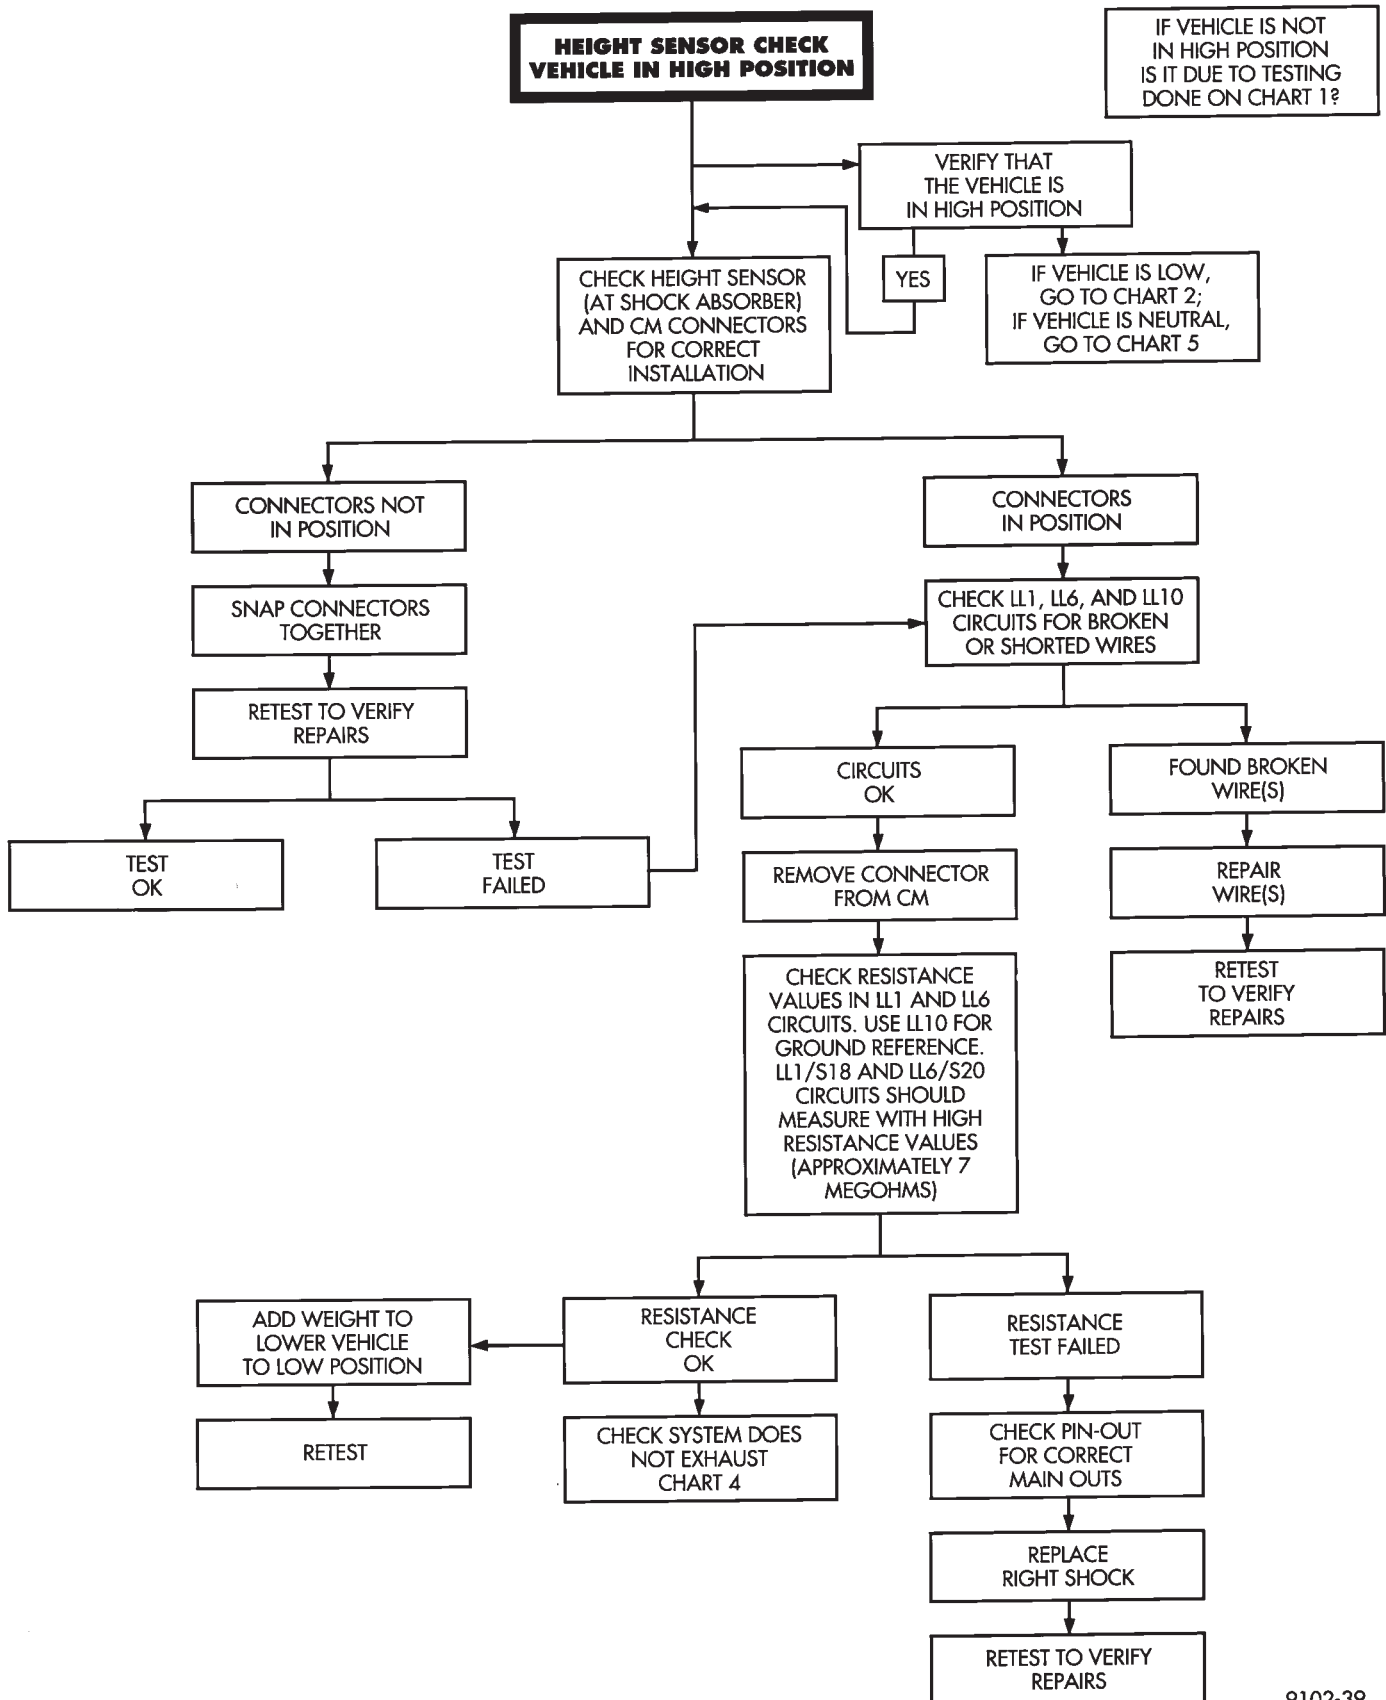 HEIGHT SENSOR CHECK
VEHICLE IN HIGH POSITION
IF VEHICLE IS NOT
IN HIGH POSITION
IS IT DUE TO TESTING
DONE ON CHART 1?
VERIFY THAT
THE VEHICLE IS
IN HIGH POSITION
YES
IF VEHICLE IS LOW,
GO TO CHART 2;
IF VEHICLE IS NEUTRAL,
GO TO CHART 5
CHECK HEIGHT SENSOR
(AT SHOCK ABSORBER)
AND CM CONNECTORS
FOR CORRECT
INSTALLATION
CONNECTORS NOT
IN POSITION
SNAP CONNECTORS
TOGETHER
RETEST TO VERIFY
REPAIRS
TEST
OK
TEST
FAILED
CONNECTORS
IN POSITION
CHECK LL1, LL6, AND LL10
CIRCUITS FOR BROKEN
OR SHORTED WIRES
CIRCUITS
OK
FOUND BROKEN
WIRE(S)
REMOVE CONNECTOR
FROM CM
REPAIR
WIRE(S)
RETEST
TO VERIFY
REPAIRS
CHECK RESISTANCE
VALUES IN LL1 AND LL6
CIRCUITS. USE LL10 FOR
GROUND REFERENCE.
LL1/S18 AND LL6/S20
CIRCUITS SHOULD
MEASURE WITH HIGH
RESISTANCE VALUES
(APPROXIMATELY 7
MEGOHMS)
ADD WEIGHT TO
LOWER VEHICLE
TO LOW POSITION
RETEST
RESISTANCE
CHECK
OK
CHECK SYSTEM DOES
NOT EXHAUST
CHART 4
RESISTANCE
TEST FAILED
CHECK PIN-OUT
FOR CORRECT
MAIN OUTS
REPLACE
RIGHT SHOCK
RETEST TO VERIFY
REPAIRS
9102-39